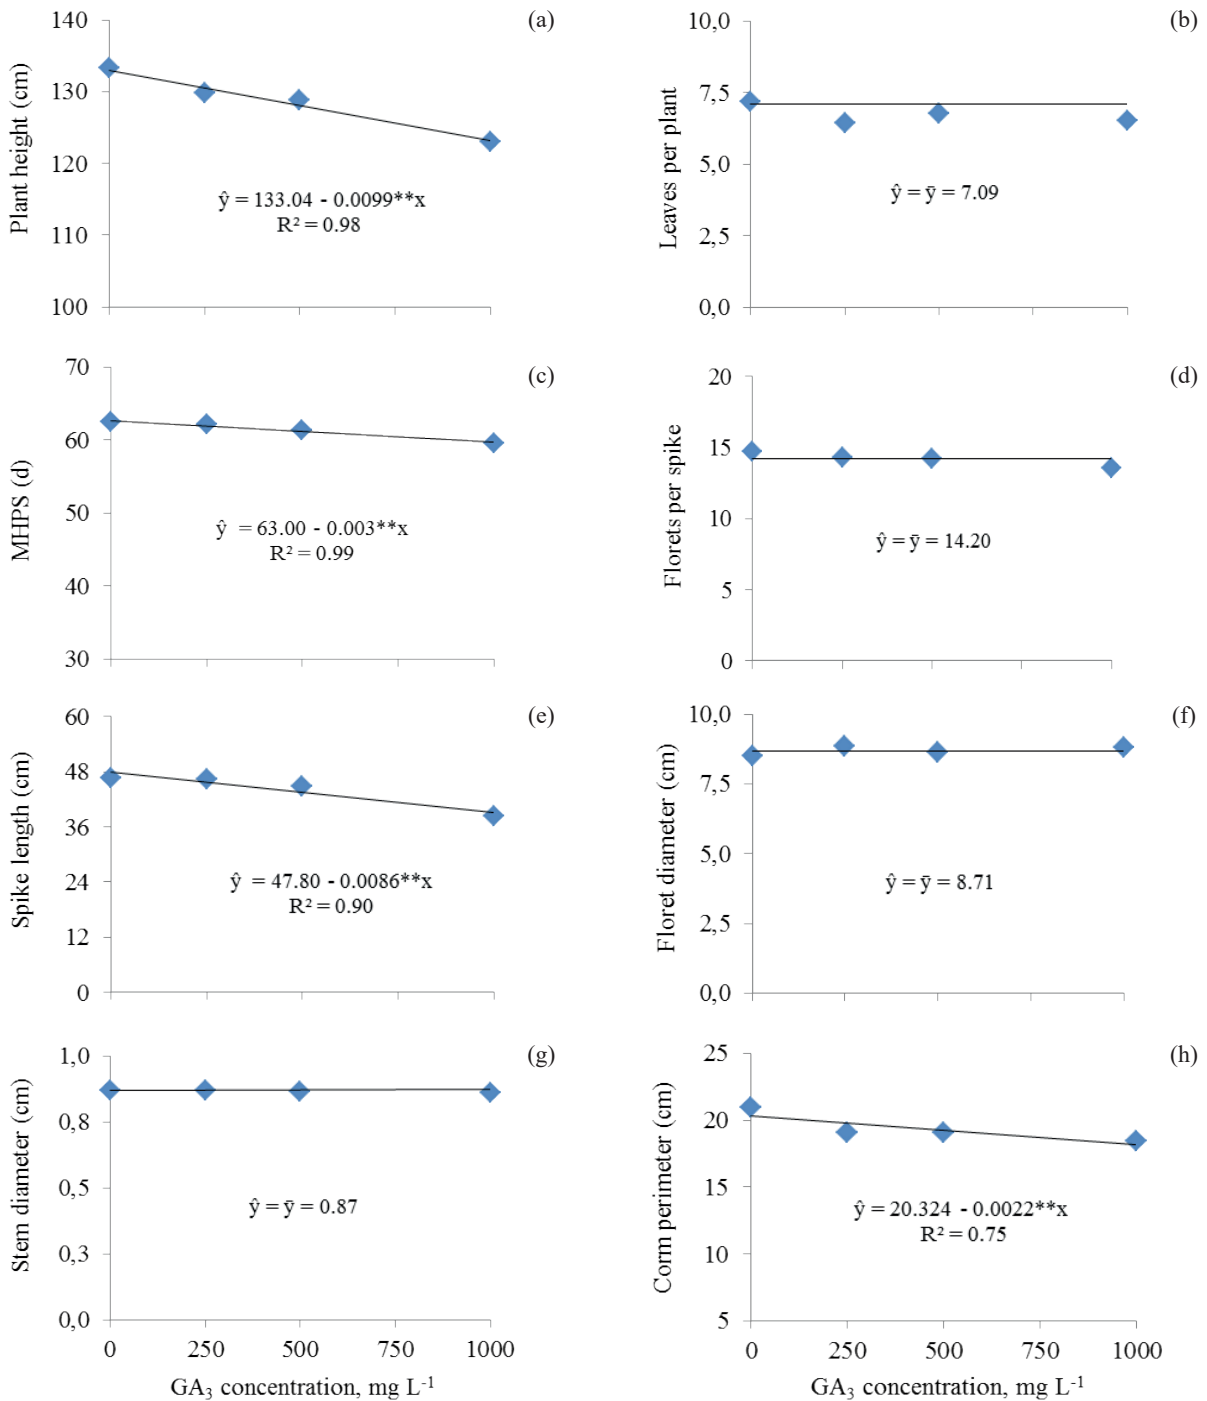 (a)
Plant height (cm)
140
130
120
110
100
ŷ = 133.04 - 0.0099**x
R² = 0.98
(b)
Leaves per plant
10,0
7,5
5,0
2,5
0,0
ŷ = ȳ = 7.09
(c)
MHPS (d)
70
60
50
40
30
ŷ = 63.00 - 0.003**x
R² = 0.99
(d)
Florets per spike
20
15
10
5
0
ŷ = ȳ = 14.20
(e)
Spike length (cm)
60
48
36
24
12
0
ŷ = 47.80 - 0.0086**x
R² = 0.90
(f)
Floret diameter (cm)
10,0
7,5
5,0
2,5
0,0
ŷ = ȳ = 8.71
(g)
Stem diameter (cm)
1,0
0,8
0,5
0,3
0,0
ŷ = ȳ = 0.87
0 250 500 750 1000
GA₃ concentration, mg L⁻¹
(h)
Corm perimeter (cm)
25
20
15
10
5
ŷ = 20.324 - 0.0022**x
R² = 0.75
0 250 500 750 1000
GA₃ concentration, mg L⁻¹